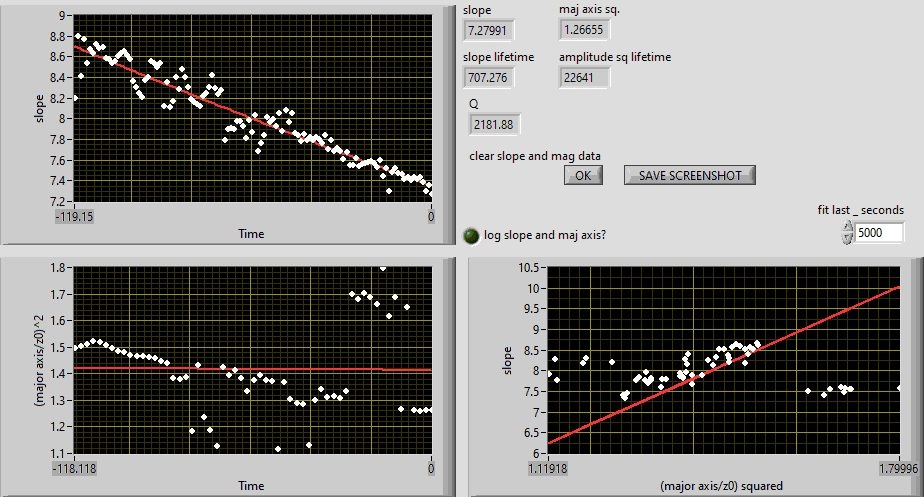 slope
7.27991
maj axis sq.
1.26655
slope lifetime
707.276
amplitude sq lifetime
22641
Q
2181.88
clear slope and mag data
OK
SAVE SCREENSHOT
fit last _ seconds
5000
log slope and maj axis?
slope
9
8.8
8.6
8.4
8.2
8
7.8
7.6
7.4
7.2
-119.15
0
Time
(major axis/z0)^2
1.8
1.7
1.6
1.5
1.4
1.3
1.2
1.1
-118.118
0
Time
slope
10.5
10
9.5
9
8.5
8
7.5
7
6.5
6
1.11918
1.79996
(major axis/z0) squared